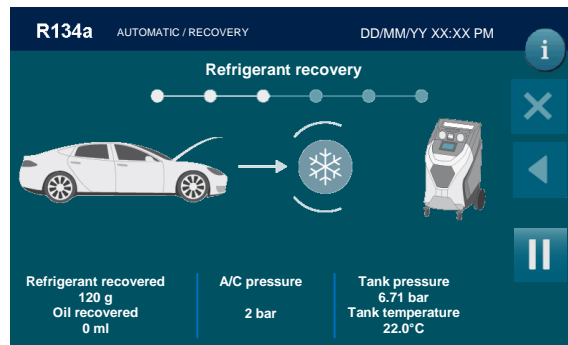 R134a AUTOMATIC / RECOVERY DD/MM/YY XX:XX PM
i
Refrigerant recovery
Refrigerant recovered
120 g
Oil recovered
0 ml
A/C pressure
2 bar
Tank pressure
6.71 bar
Tank temperature
22.0°C